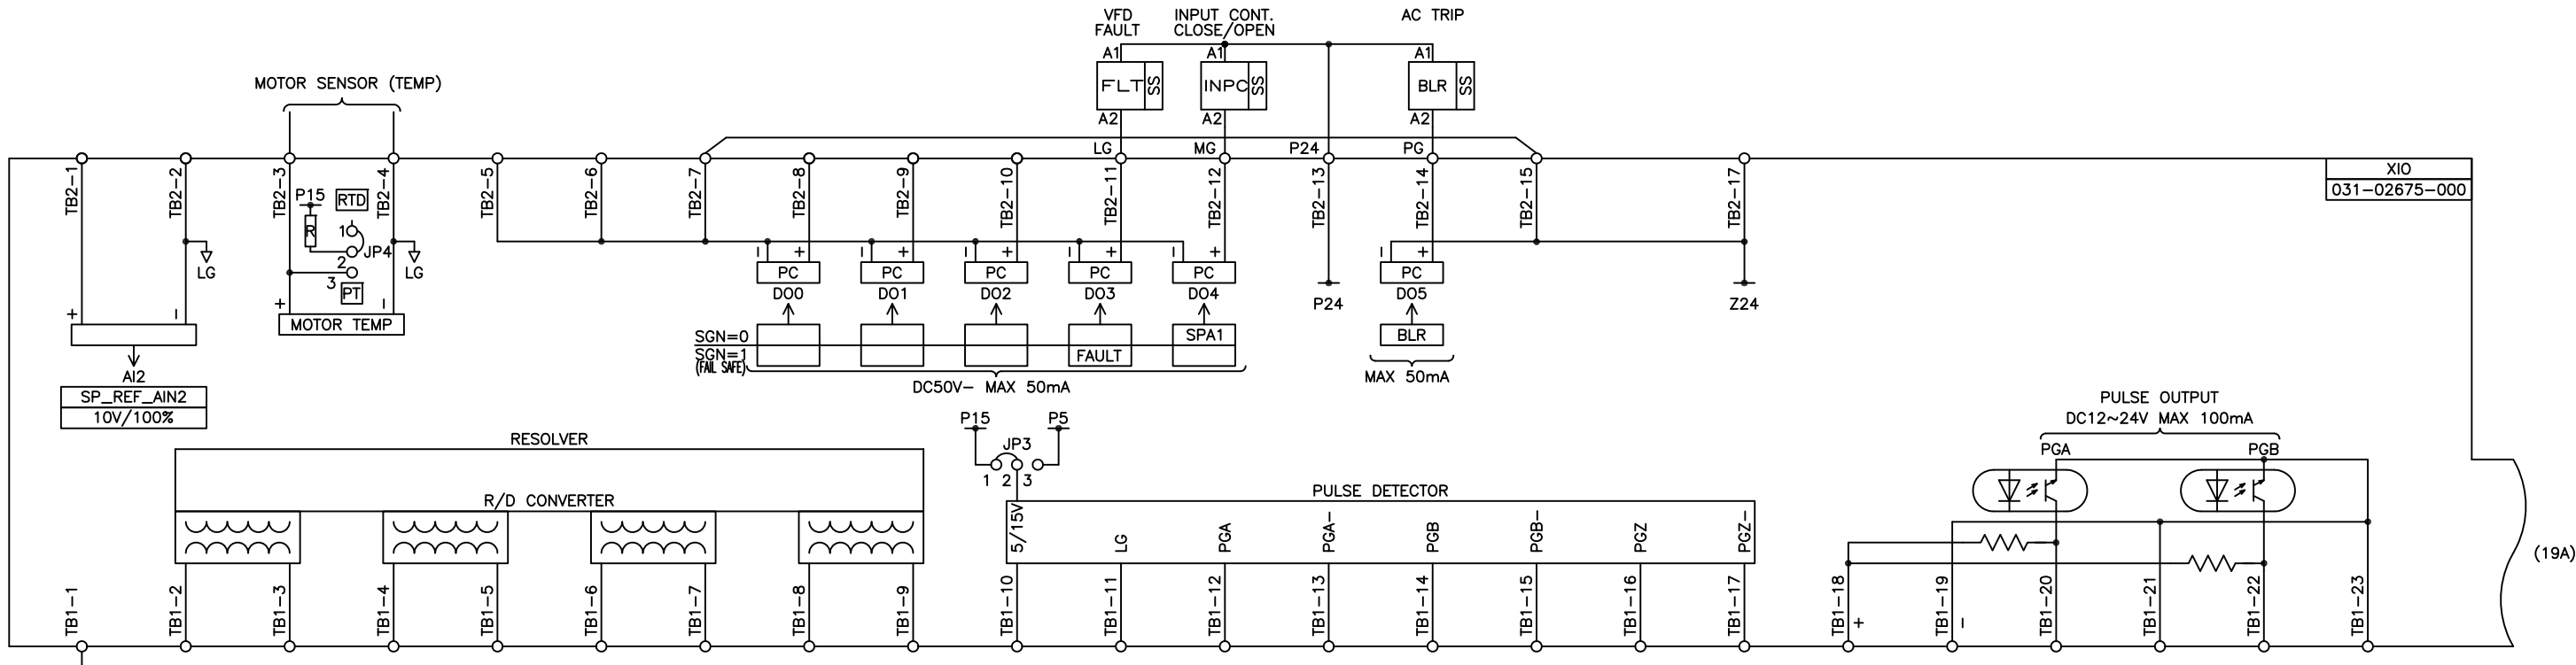 VFD
FAULT
INPUT CONT.
CLOSE/OPEN
AC TRIP
A1
A1
A1
FLT
SS
INPC
SS
BLR
SS
A2
A2
A2
MOTOR SENSOR (TEMP)
LG
MG
P24
PG
XIO
031-02675-000
TB2-1
TB2-2
TB2-3
TB2-4
TB2-5
TB2-6
TB2-7
TB2-8
TB2-9
TB2-10
TB2-11
TB2-12
TB2-13
TB2-14
TB2-15
TB2-17
P15
RTD
R
1
JP4
2
3
PT
LG
LG
+
-
+
-
MOTOR TEMP
- +
- +
- +
- +
- +
- +
PC
PC
PC
PC
PC
PC
DO0
DO1
DO2
DO3
DO4
DO5
P24
Z24
SGN=0
SPA1
BLR
SGN=1
(FAIL SAFE)
FAULT
DC50V- MAX 50mA
MAX 50mA
AI2
SP_REF_AIN2
10V/100%
RESOLVER
R/D CONVERTER
P15
P5
JP3
1 2 3
PULSE DETECTOR
5/15V
LG
PGA
PGA-
PGB
PGB-
PGZ
PGZ-
PULSE OUTPUT
DC12~24V MAX 100mA
PGA
PGB
(19A)
TB1-1
TB1-2
TB1-3
TB1-4
TB1-5
TB1-6
TB1-7
TB1-8
TB1-9
TB1-10
TB1-11
TB1-12
TB1-13
TB1-14
TB1-15
TB1-16
TB1-17
TB1-18
TB1-19
TB1-20
TB1-21
TB1-22
TB1-23
+
-